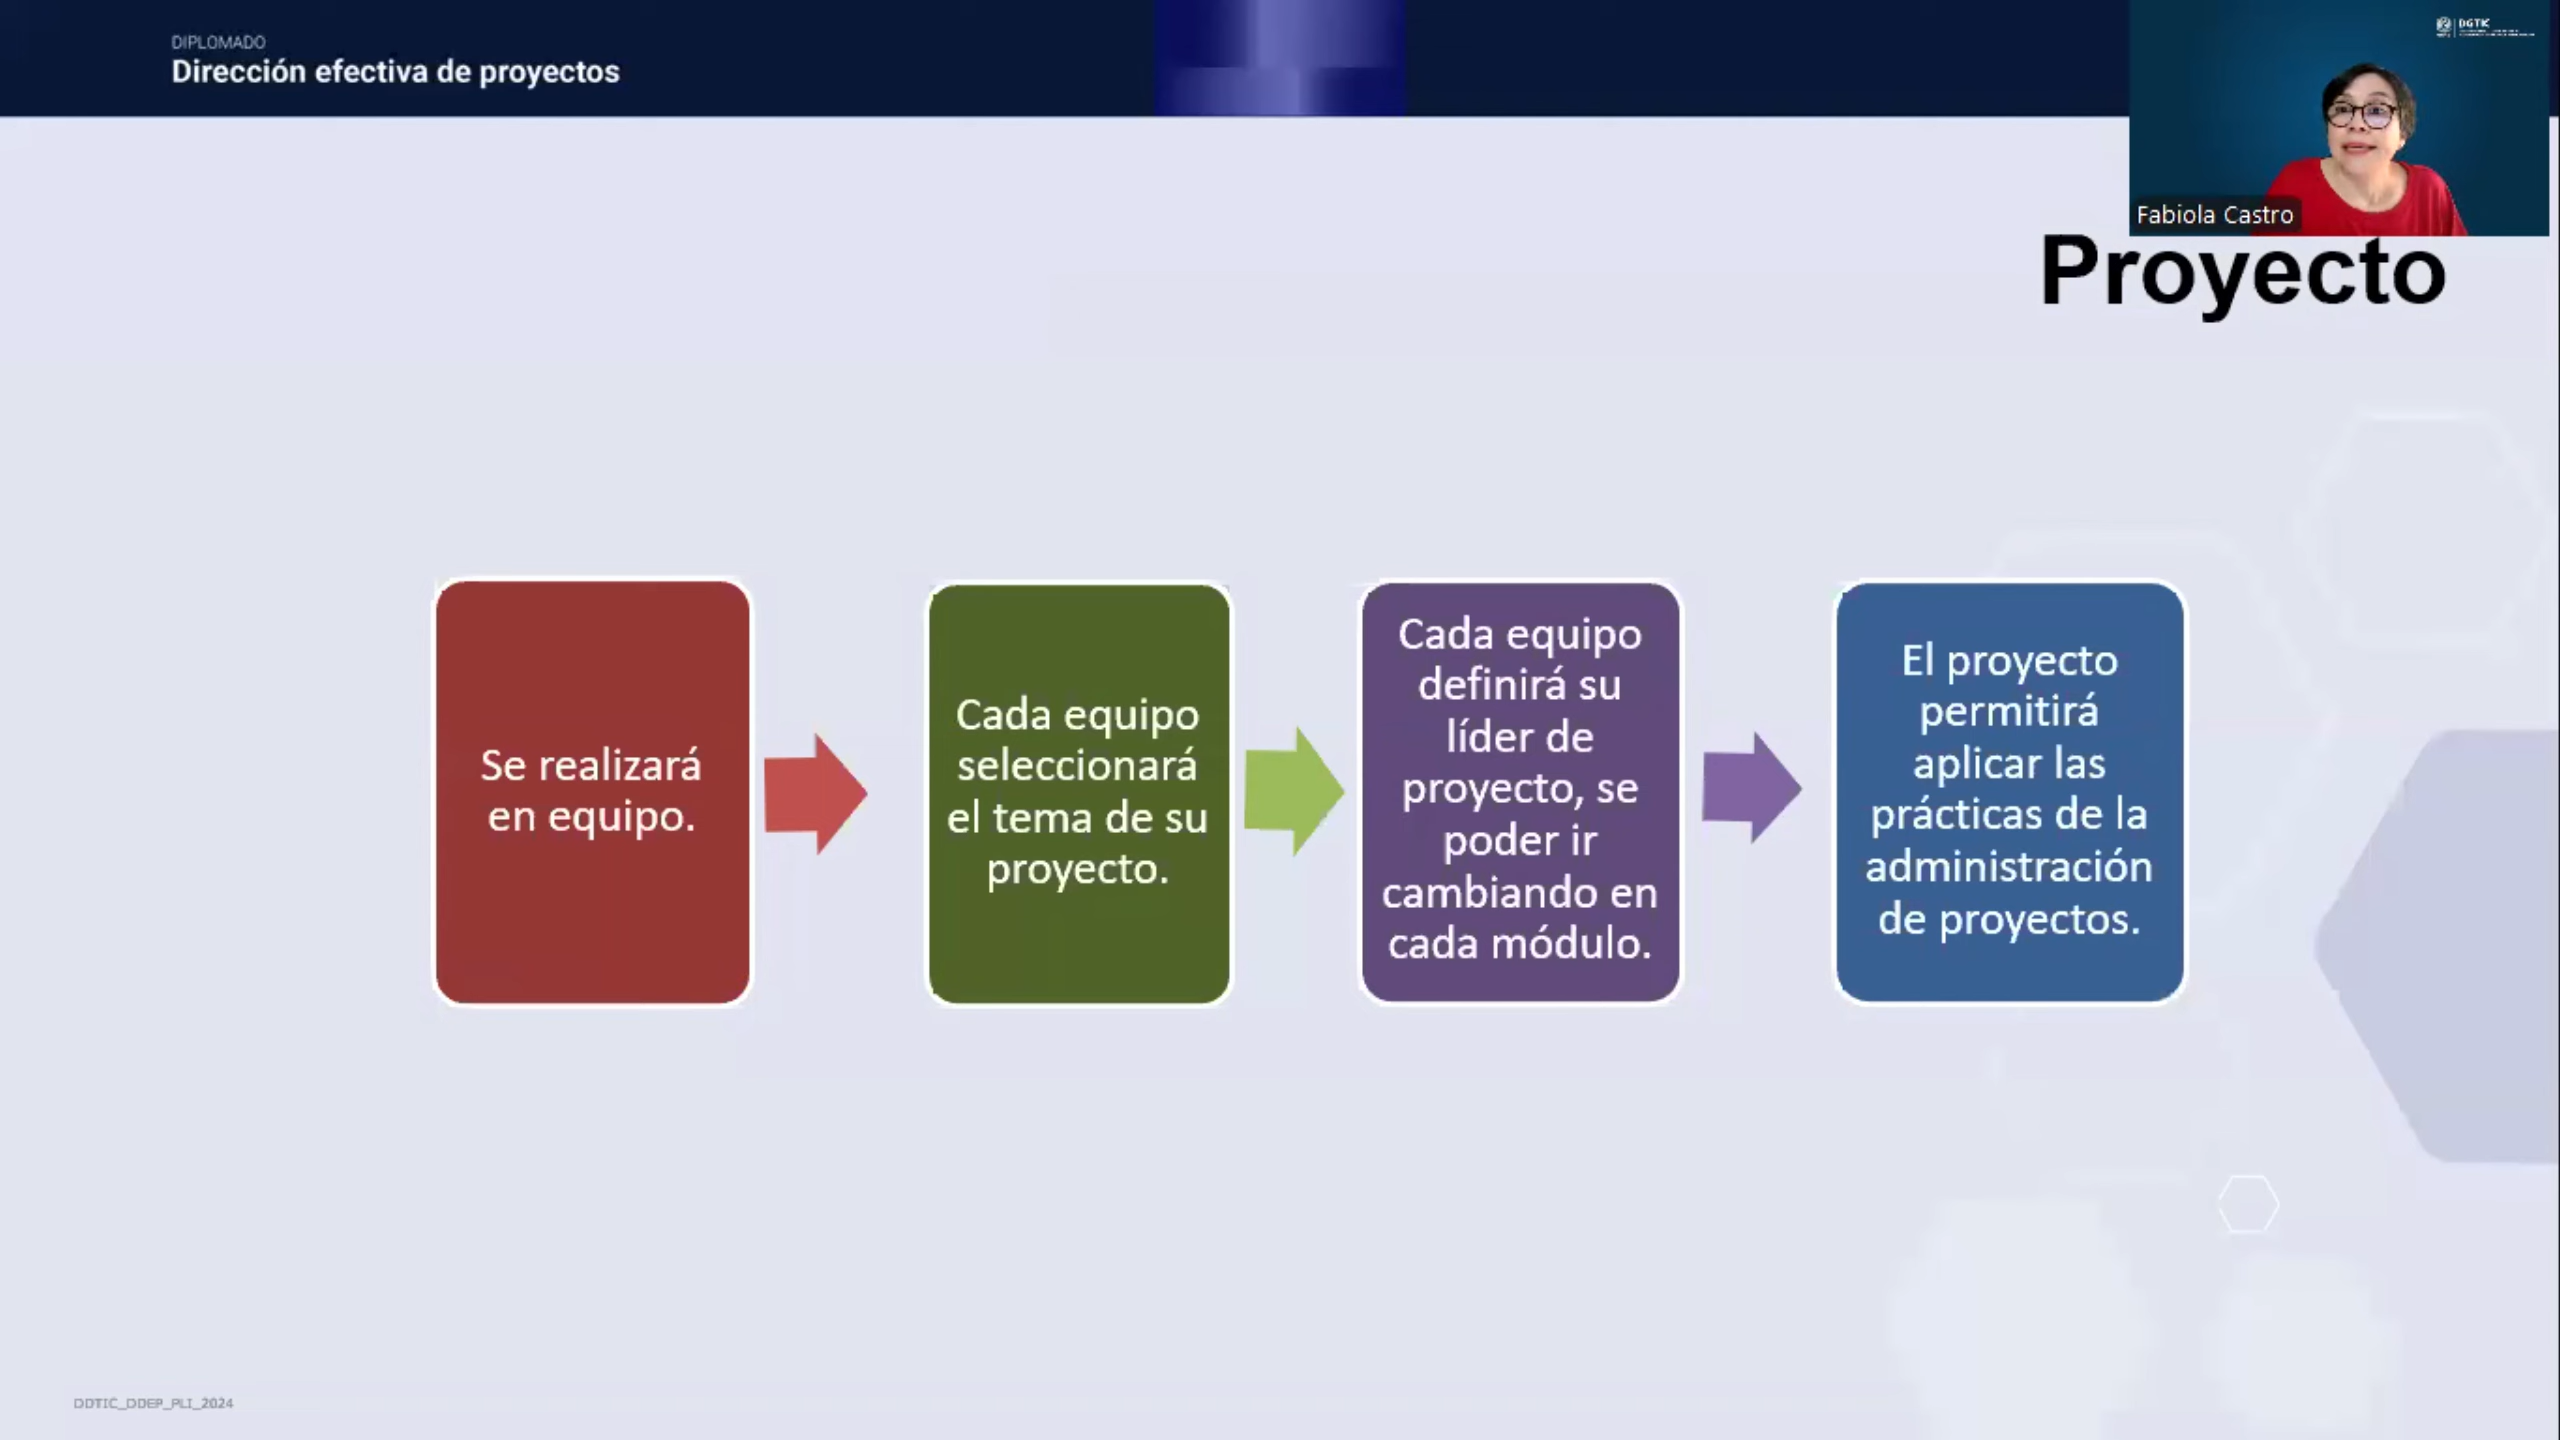 DIPLOMADO
Dirección efectiva de proyectos
DGTIC
Fabiola Castro
Proyecto
Se realizará
en equipo.
Cada equipo
seleccionará
el tema de su
proyecto.
Cada equipo
definirá su
líder de
proyecto, se
poder ir
cambiando en
cada módulo.
El proyecto
permitirá
aplicar las
prácticas de la
administración
de proyectos.
DDTIC_DDEP_PLI_2024